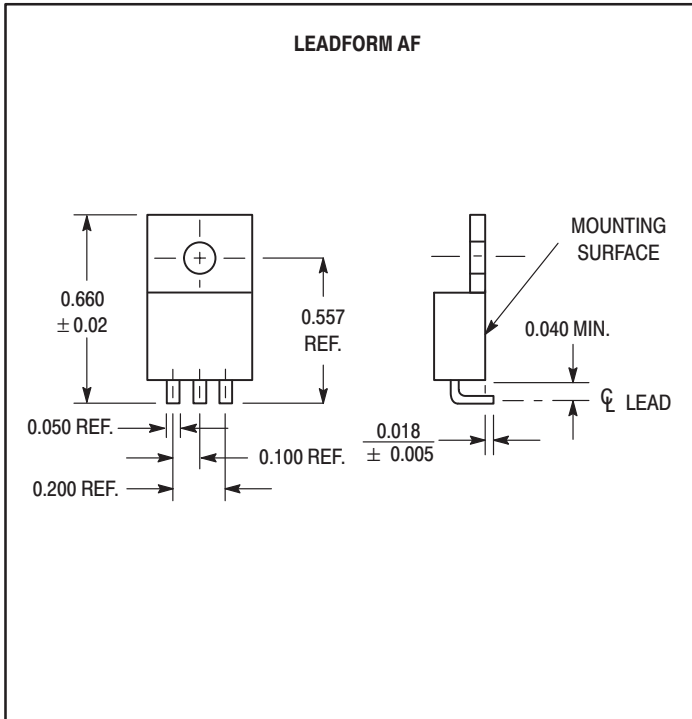 LEADFORM AF
MOUNTING
SURFACE
0.660
± 0.02
0.557
REF.
0.040 MIN.
℄ LEAD
0.050 REF.
0.018
± 0.005
0.100 REF.
0.200 REF.